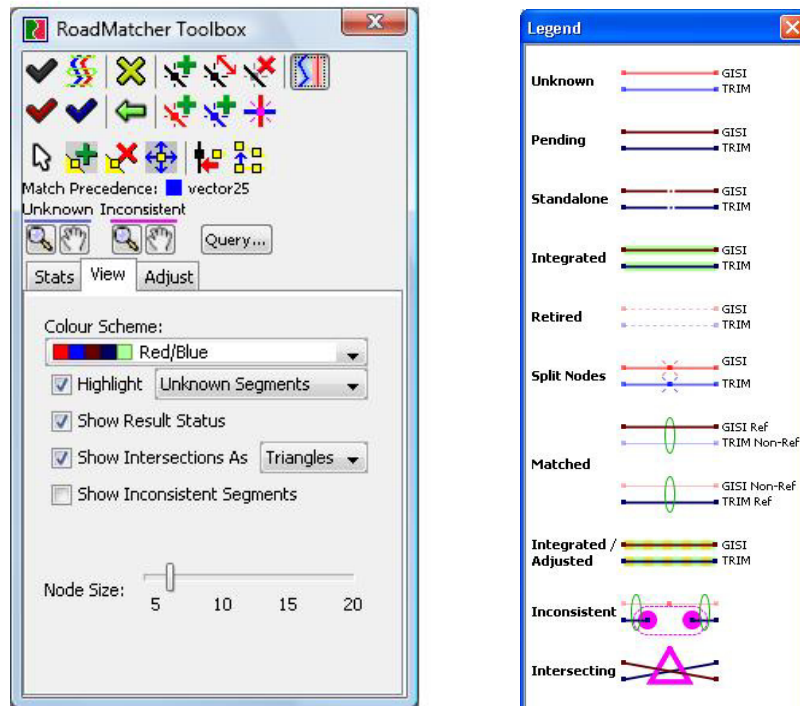 RoadMatcher Toolbox
Match Precedence: vector25
Unknown Inconsistent
Query...
Stats View Adjust
Colour Scheme:
Red/Blue
Highlight Unknown Segments
Show Result Status
Show Intersections As Triangles
Show Inconsistent Segments
Node Size:
5 10 15 20
Legend
Unknown GISI
TRIM
Pending GISI
TRIM
Standalone GISI
TRIM
Integrated GISI
TRIM
Retired GISI
TRIM
Split Nodes GISI
TRIM
GISI Ref
TRIM Non-Ref
Matched
GISI Non-Ref
TRIM Ref
Integrated / GISI
Adjusted TRIM
Inconsistent
Intersecting